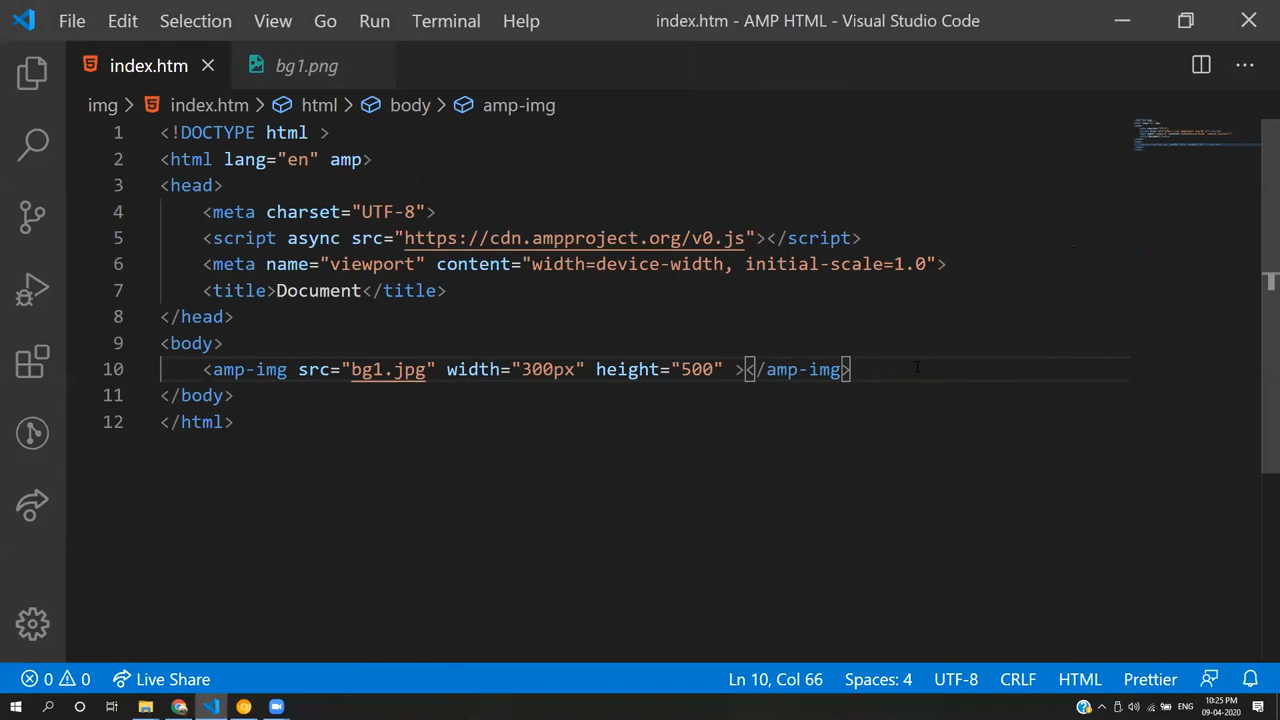 File Edit Selection View Go Run Terminal Help index.htm - AMP HTML - Visual Studio Code
index.htm bg1.png
img > index.htm > html > body > amp-img
1 <!DOCTYPE html >
2 <html lang="en" amp>
3 <head>
4 <meta charset="UTF-8">
5 <script async src="https://cdn.ampproject.org/v0.js"></script>
6 <meta name="viewport" content="width=device-width, initial-scale=1.0">
7 <title>Document</title>
8 </head>
9 <body>
10 <amp-img src="bg1.jpg" width="300px" height="500" ></amp-img>
11 </body>
12 </html>
0 0 Live Share Ln 10, Col 66 Spaces: 4 UTF-8 CRLF HTML Prettier
ENG 10:25 PM
09-04-2020